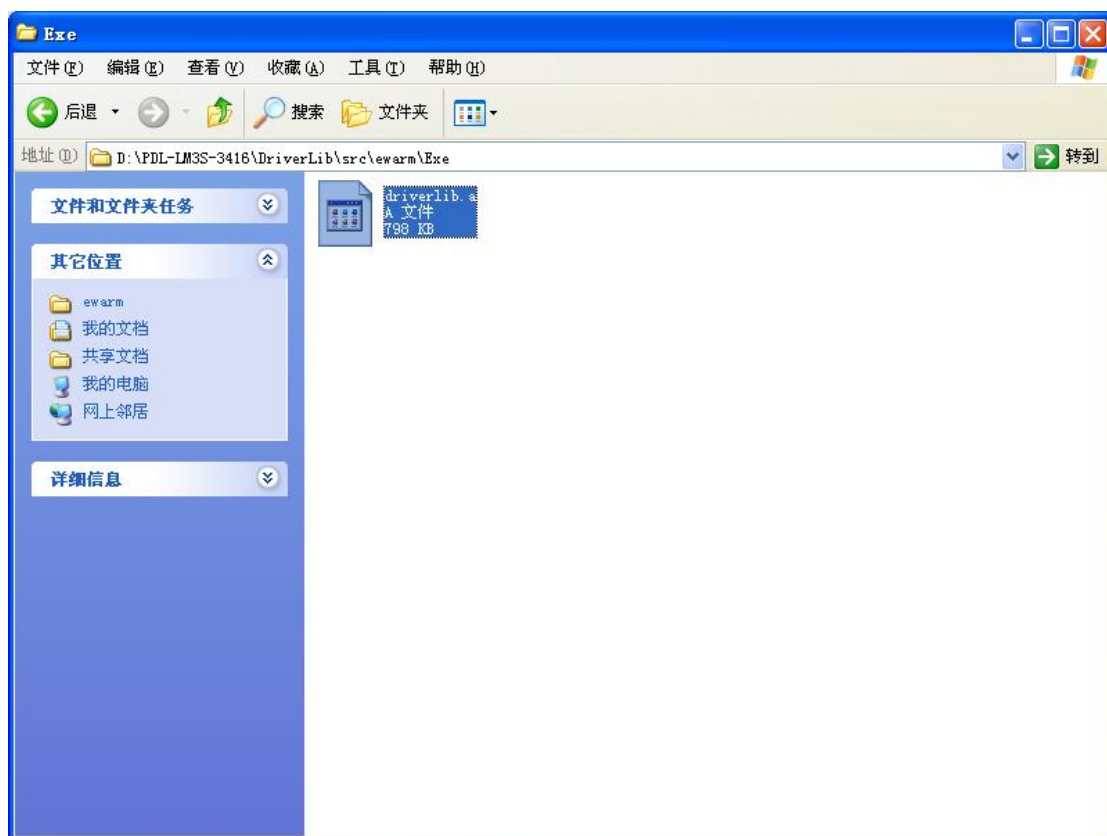 Exe
文件(F) 编辑(E) 查看(V) 收藏(A) 工具(T) 帮助(H)
后退 搜索 文件夹
地址(D) D:\PDL-LM3S-3416\DriverLib\src\ewarm\Exe 转到
文件和文件夹任务
其它位置
ewarm
我的文档
共享文档
我的电脑
网上邻居
详细信息
driverlib.a
A 文件
798 KB